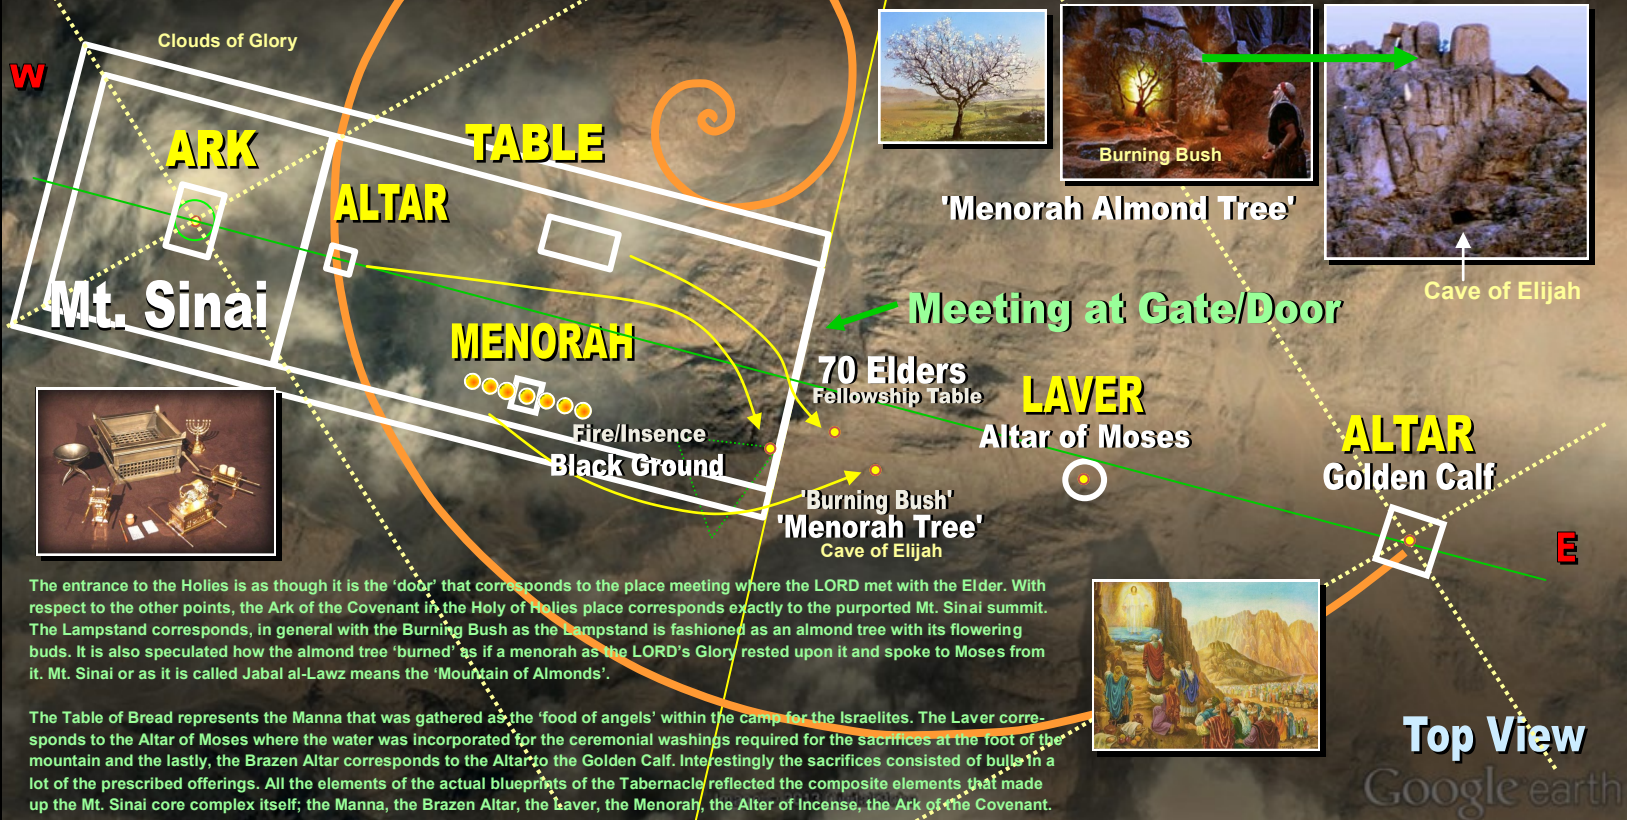 Clouds of Glory
W
ARK
TABLE
ALTAR
Mt. Sinai
MENORAH
Burning Bush
'Menorah Almond Tree'
Cave of Elijah
Meeting at Gate/Door
70 Elders
Fellowship Table
LAVER
Altar of Moses
ALTAR
Golden Calf
Fire/Insence
Black Ground
'Burning Bush'
'Menorah Tree'
Cave of Elijah
E
The entrance to the Holies is as though it is the ‘door’ that corresponds to the place meeting where the LORD met with the Elder. With
respect to the other points, the Ark of the Covenant in the Holy of Holies place corresponds exactly to the purported Mt. Sinai summit.
The Lampstand corresponds, in general with the Burning Bush as the Lampstand is fashioned as an almond tree with its flowering
buds. It is also speculated how the almond tree ‘burned’ as if a menorah as the LORD’s Glory rested upon it and spoke to Moses from
it. Mt. Sinai or as it is called Jabal al-Lawz means the ‘Mountain of Almonds’.
The Table of Bread represents the Manna that was gathered as the ‘food of angels’ within the camp for the Israelites. The Laver corre-
sponds to the Altar of Moses where the water was incorporated for the ceremonial washings required for the sacrifices at the foot of the
mountain and the lastly, the Brazen Altar corresponds to the Altar to the Golden Calf. Interestingly the sacrifices consisted of bulls in a
lot of the prescribed offerings. All the elements of the actual blueprints of the Tabernacle reflected the composite elements that made
up the Mt. Sinai core complex itself; the Manna, the Brazen Altar, the Laver, the Menorah, the Alter of Incense, the Ark of the Covenant.
Top View
Google earth